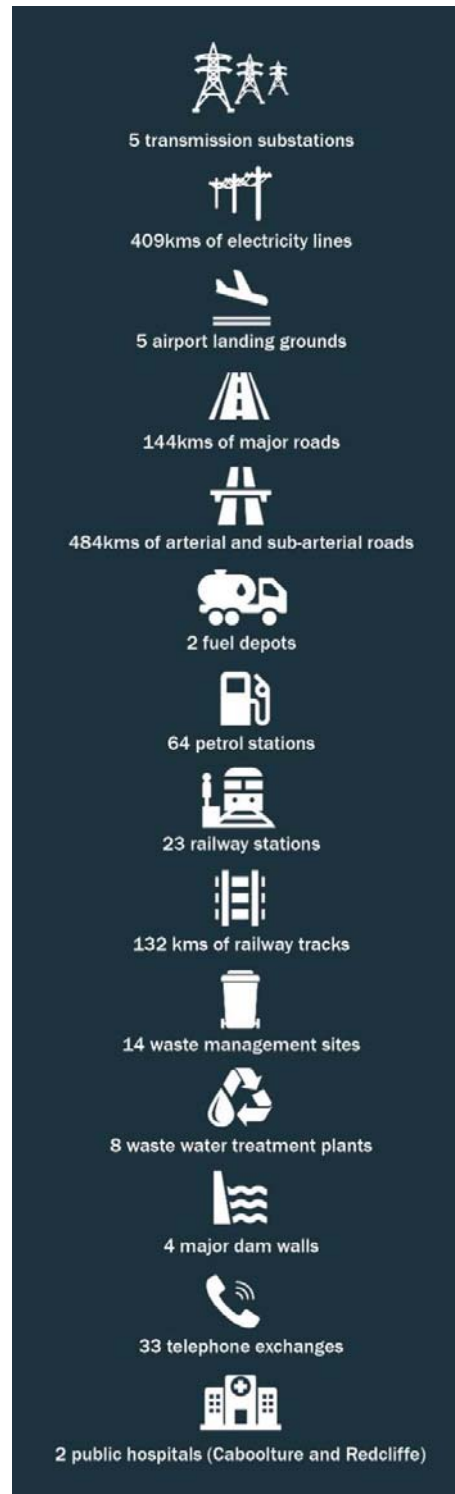 5 transmission substations
409kms of electricity lines
5 airport landing grounds
144kms of major roads
484kms of arterial and sub-arterial roads
2 fuel depots
64 petrol stations
23 railway stations
132 kms of railway tracks
14 waste management sites
8 waste water treatment plants
4 major dam walls
33 telephone exchanges
2 public hospitals (Caboolture and Redcliffe)